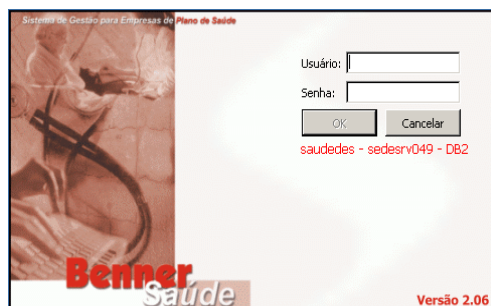 Sistema de Gestão para Empresas de Plano de Saúde
Usuário:
Senha:
OK
Cancelar
saudedes - sedesrv049 - DB2
Benner
Saúde
Versão 2.06